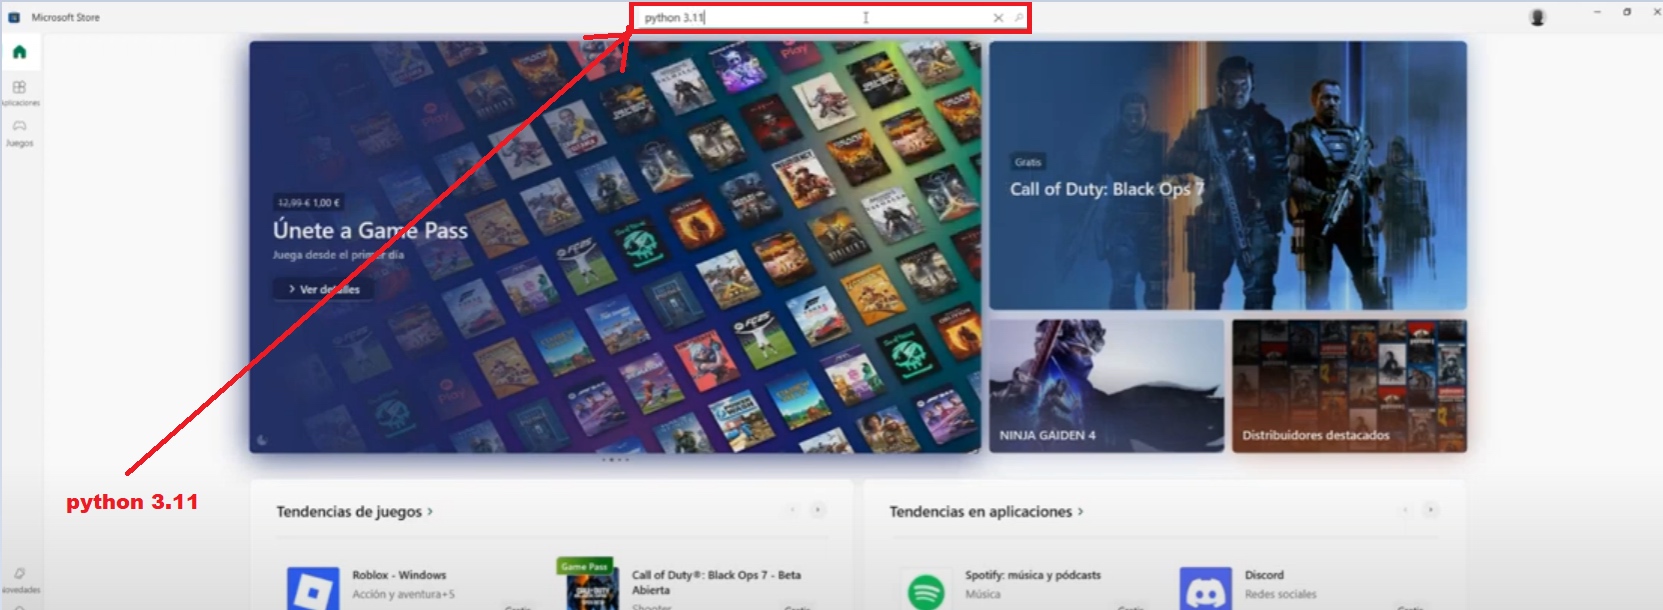 Microsoft Store
python 3.11
Aplicaciones
Juegos
12,99 € 1,00 €
Únete a Game Pass
Juega desde el primer día
Ver detalles
Gratis
Call of Duty: Black Ops 7
NINJA GAIDEN 4
Distribuidores destacados
python 3.11
Tendencias de juegos
Tendencias en aplicaciones
Novedades
Roblox - Windows
Acción y aventura+5
Game Pass
Call of Duty®: Black Ops 7 - Beta
Abierta
Shooter
Spotify: música y pódcasts
Música
Discord
Redes sociales